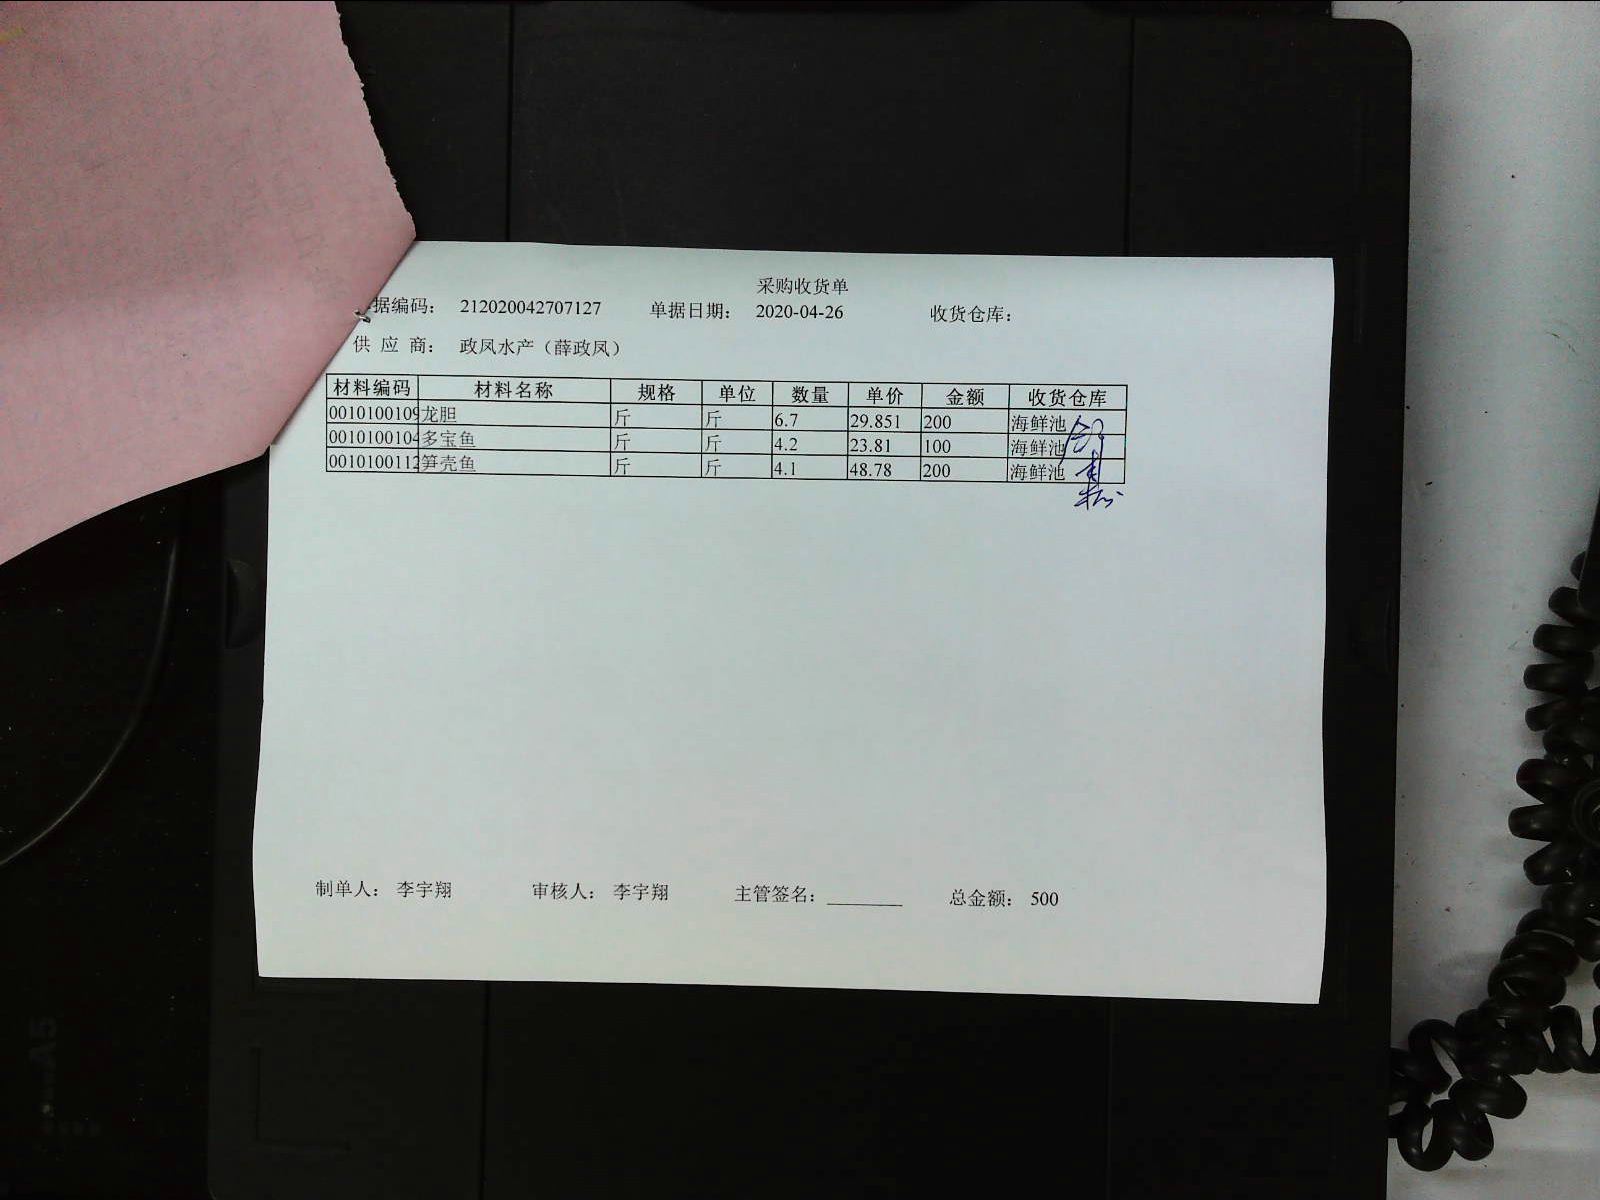 采购收货单
据编码： 212020042707127 单据日期： 2020-04-26 收货仓库：
供 应 商： 政凤水产（薛政凤）
材料编码 材料名称 规格 单位 数量 单价 金额 收货仓库
0010100109 龙胆 斤 斤 6.7 29.851 200 海鲜池
0010100104 多宝鱼 斤 斤 4.2 23.81 100 海鲜池
0010100112 笋壳鱼 斤 斤 4.1 48.78 200 海鲜池
制单人： 李宇翔 审核人： 李宇翔 主管签名：________ 总金额： 500